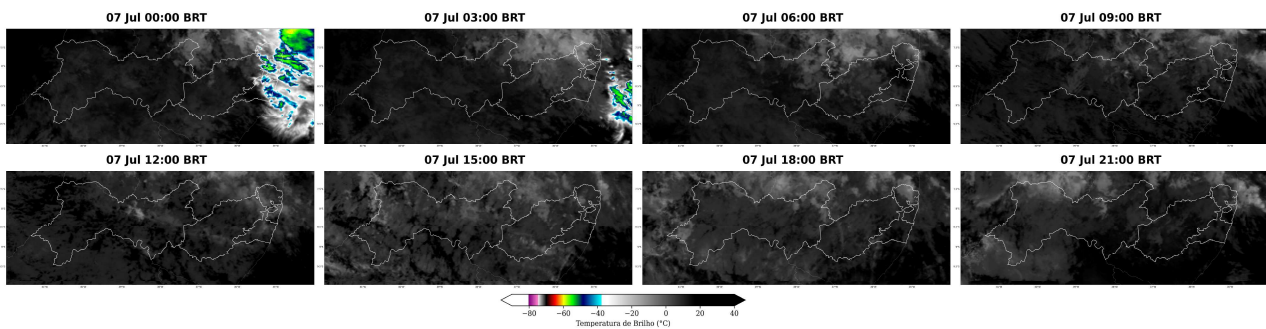 07 Jul 00:00 BRT
07 Jul 03:00 BRT
07 Jul 06:00 BRT
07 Jul 09:00 BRT
07 Jul 12:00 BRT
07 Jul 15:00 BRT
07 Jul 18:00 BRT
07 Jul 21:00 BRT
−80 −60 −40 −20 0 20 40
Temperatura de Brilho (°C)